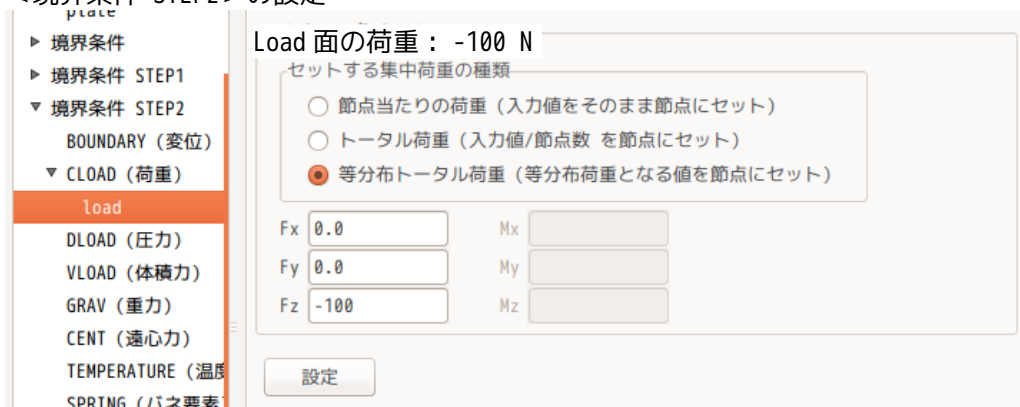 <境界条件 STEP2> の設定
plate
▶ 境界条件
▶ 境界条件 STEP1
▼ 境界条件 STEP2
BOUNDARY (変位)
▼ CLOAD (荷重)
load
DLOAD (圧力)
VLOAD (体積力)
GRAV (重力)
CENT (遠心力)
TEMPERATURE (温度
SPRING (バネ要素)
Load 面の荷重: -100 N
セットする集中荷重の種類
節点当たりの荷重 (入力値をそのまま節点にセット)
トータル荷重 (入力値/節点数 を節点にセット)
等分布トータル荷重 (等分布荷重となる値を節点にセット)
Fx 0.0 Mx
Fy 0.0 My
Fz -100 Mz
設定